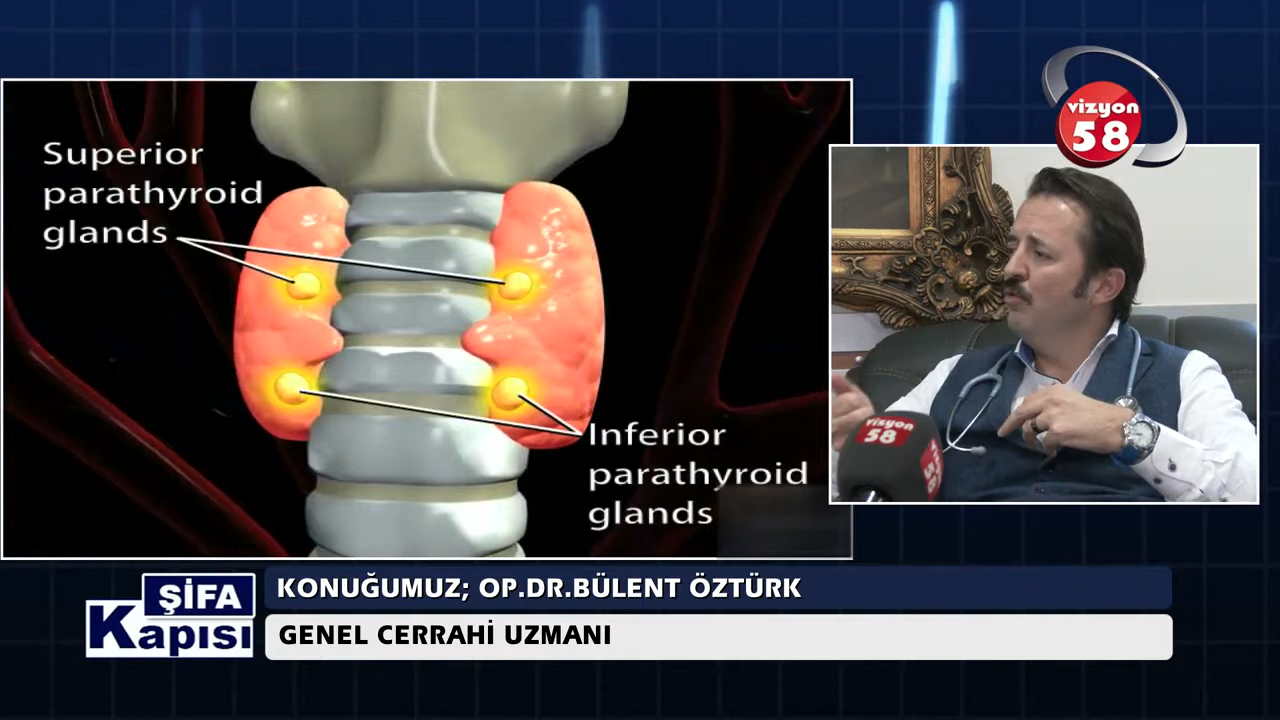 vizyon
58
Superior
parathyroid
glands
Inferior
parathyroid
glands
vizyon
58
58
ŞİFA
Kapısı
KONUĞUMUZ; OP.DR.BÜLENT ÖZTÜRK
GENEL CERRAHİ UZMANI